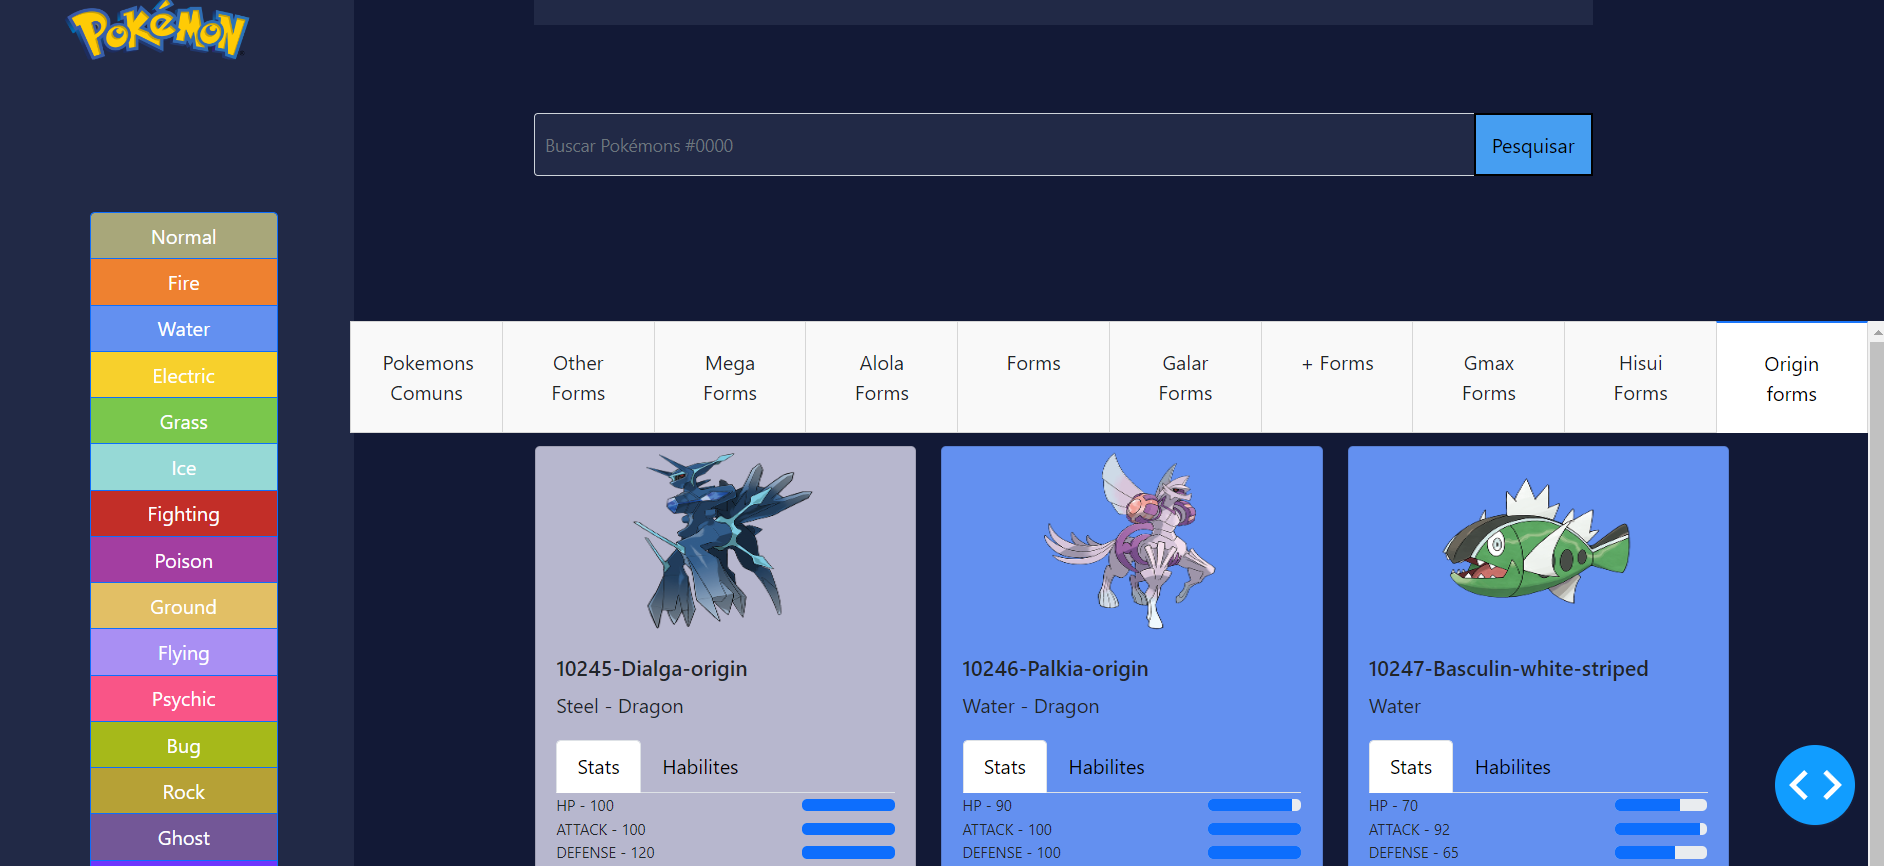 Pokémon
Buscar Pokémons #0000
Pesquisar
Normal
Fire
Water
Electric
Grass
Ice
Fighting
Poison
Ground
Flying
Psychic
Bug
Rock
Ghost
Pokemons
Comuns
Other
Forms
Mega
Forms
Alola
Forms
Forms
Galar
Forms
+ Forms
Gmax
Forms
Hisui
Forms
Origin
forms
10245-Dialga-origin
Steel - Dragon
Stats
Habilites
HP - 100
ATTACK - 100
DEFENSE - 120
10246-Palkia-origin
Water - Dragon
Stats
Habilites
HP - 90
ATTACK - 100
DEFENSE - 100
10247-Basculin-white-striped
Water
Stats
Habilites
HP - 70
ATTACK - 92
DEFENSE - 65